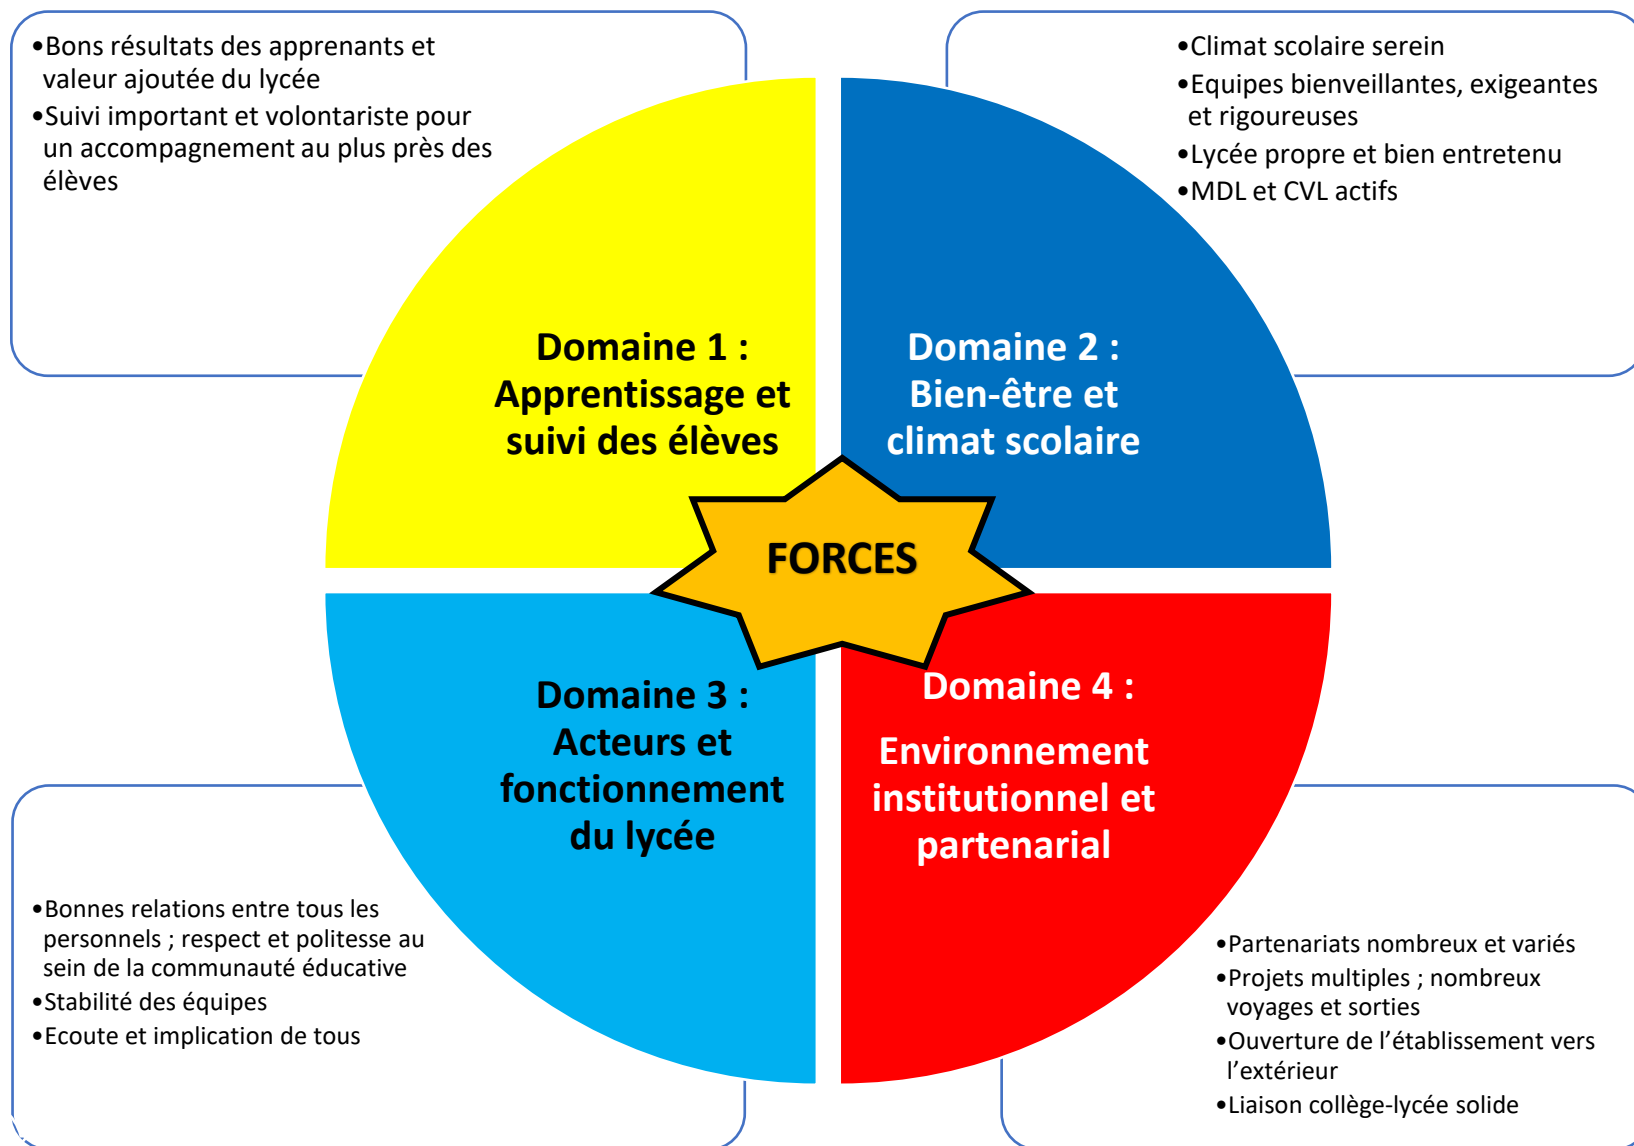 •Bons résultats des apprenants et
valeur ajoutée du lycée
•Suivi important et volontariste pour
un accompagnement au plus près des
élèves
•Climat scolaire serein
•Equipes bienveillantes, exigeantes
et rigoureuses
•Lycée propre et bien entretenu
•MDL et CVL actifs
Domaine 1 :
Apprentissage et
suivi des élèves
Domaine 2 :
Bien-être et
climat scolaire
FORCES
Domaine 3 :
Acteurs et
fonctionnement
du lycée
Domaine 4 :
Environnement
institutionnel et
partenarial
•Bonnes relations entre tous les
personnels ; respect et politesse au
sein de la communauté éducative
•Stabilité des équipes
•Ecoute et implication de tous
•Partenariats nombreux et variés
•Projets multiples ; nombreux
voyages et sorties
•Ouverture de l’établissement vers
l’extérieur
•Liaison collège-lycée solide